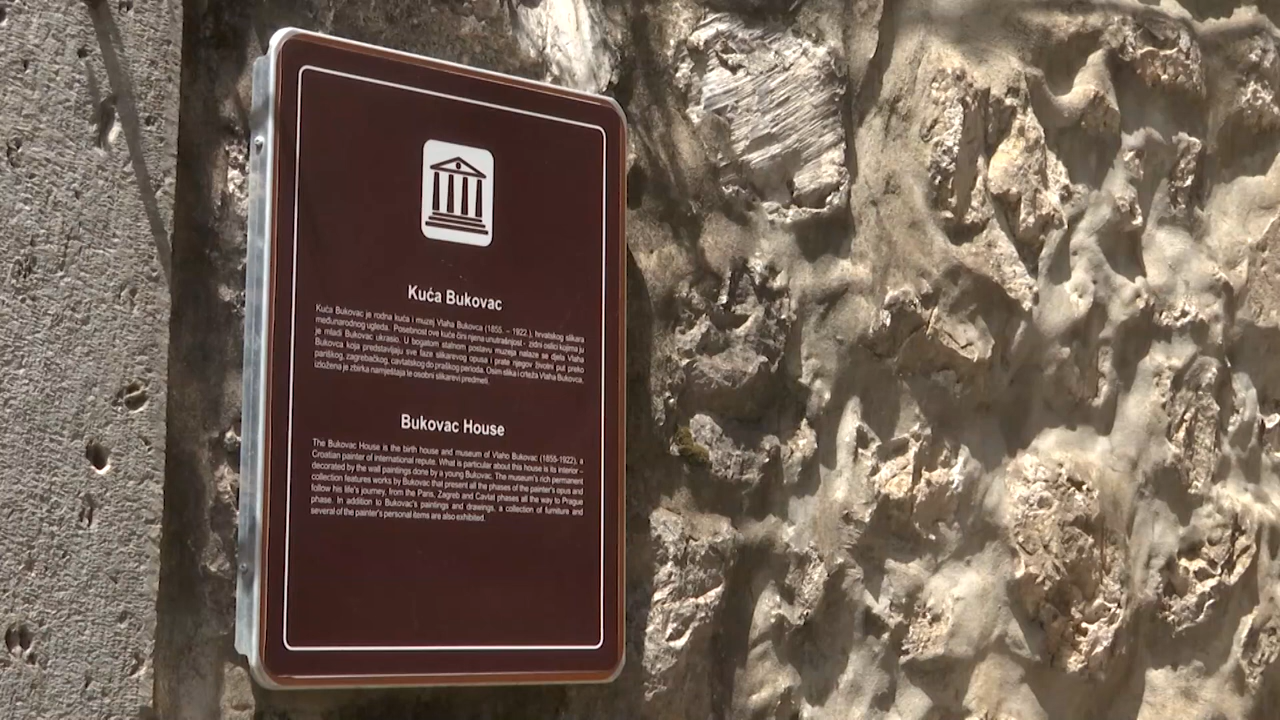 Kuća Bukovac
Kuća Bukovac je rodna kuća i muzej Vlaha Bukovca (1855. – 1922.), hrvatskog slikara
međunarodnog ugleda. Posebnost ove kuće čini njena unutrašnjost - zidni oslici kojima ju
je mladi Bukovac ukrasio. U bogatom stalnom postavu muzeja nalaze se djela Vlaha
Bukovca koja predstavljaju sve faze slikarevog opusa i prate njegov životni put preko
pariškog, zagrebačkog, cavtatskog do praškog perioda. Osim slika i crteža Vlaha Bukovca,
izložena je zbirka namještaja te osobni slikarevi predmeti.
Bukovac House
The Bukovac House is the birth house and museum of Vlaho Bukovac (1855-1922), a
Croatian painter of international repute. What is particular about this house is its interior –
decorated by the wall paintings done by a young Bukovac. The museum's rich permanent
collection features works by Bukovac that present all the phases of the painter's opus and
follow his life's journey, from the Paris, Zagreb and Cavtat phases all the way to Prague
phase. In addition to Bukovac's paintings and drawings, a collection of furniture and
several of the painter's personal items are also exhibited.